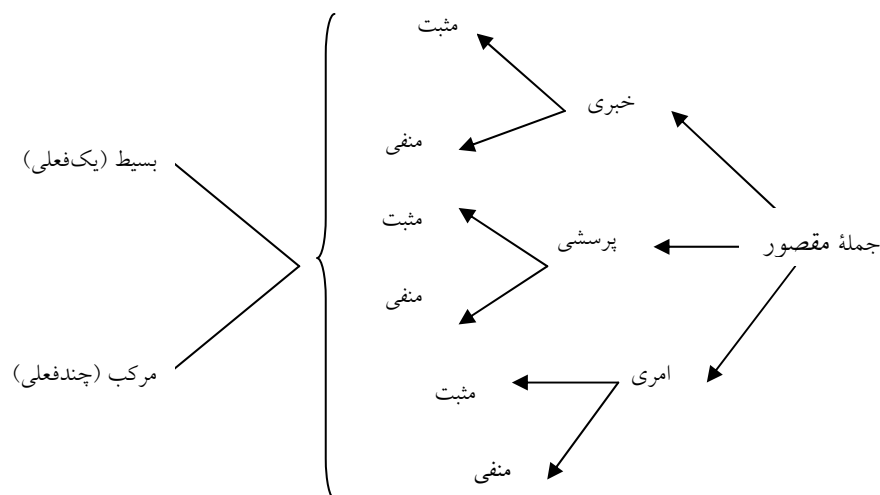 جملهٔ مقصور
خبری
مثبت
منفی
پرسشی
مثبت
منفی
امری
مثبت
منفی
بسیط (یک‌فعلی)
مرکب (چندفعلی)